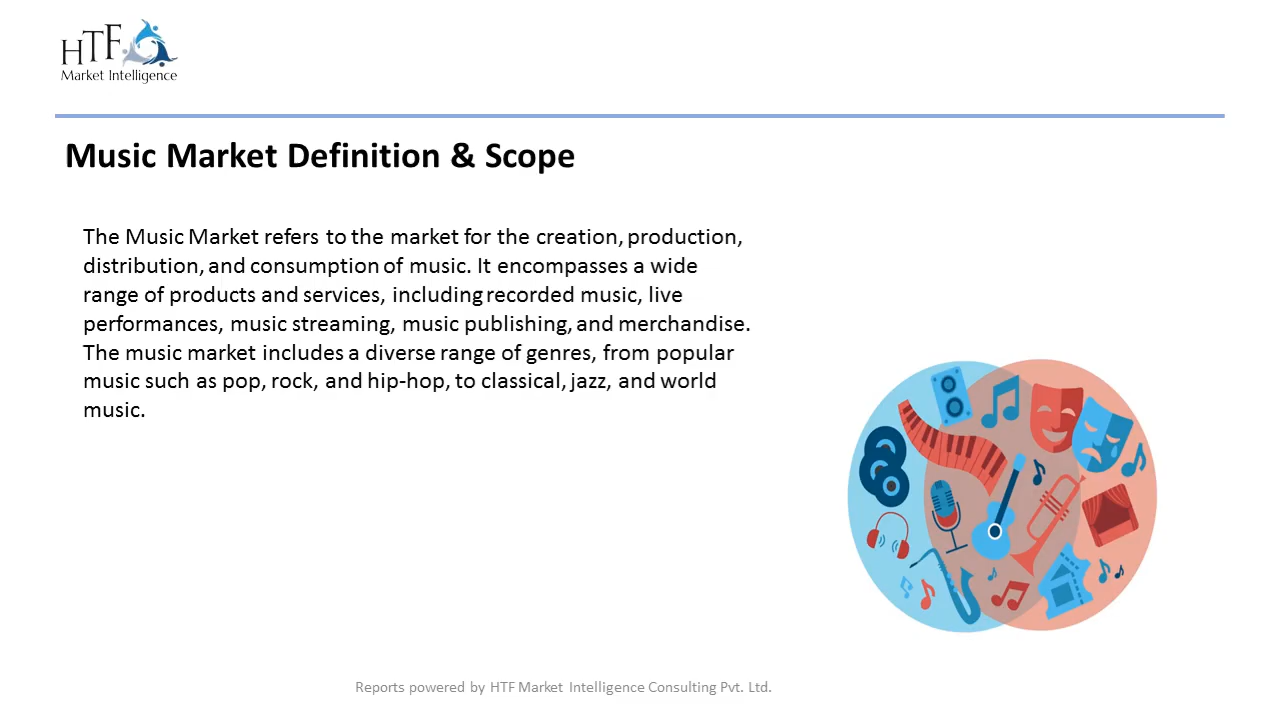 HTF
Market Intelligence
Music Market Definition & Scope
The Music Market refers to the market for the creation, production,
distribution, and consumption of music. It encompasses a wide
range of products and services, including recorded music, live
performances, music streaming, music publishing, and merchandise.
The music market includes a diverse range of genres, from popular
music such as pop, rock, and hip-hop, to classical, jazz, and world
music.
Reports powered by HTF Market Intelligence Consulting Pvt. Ltd.